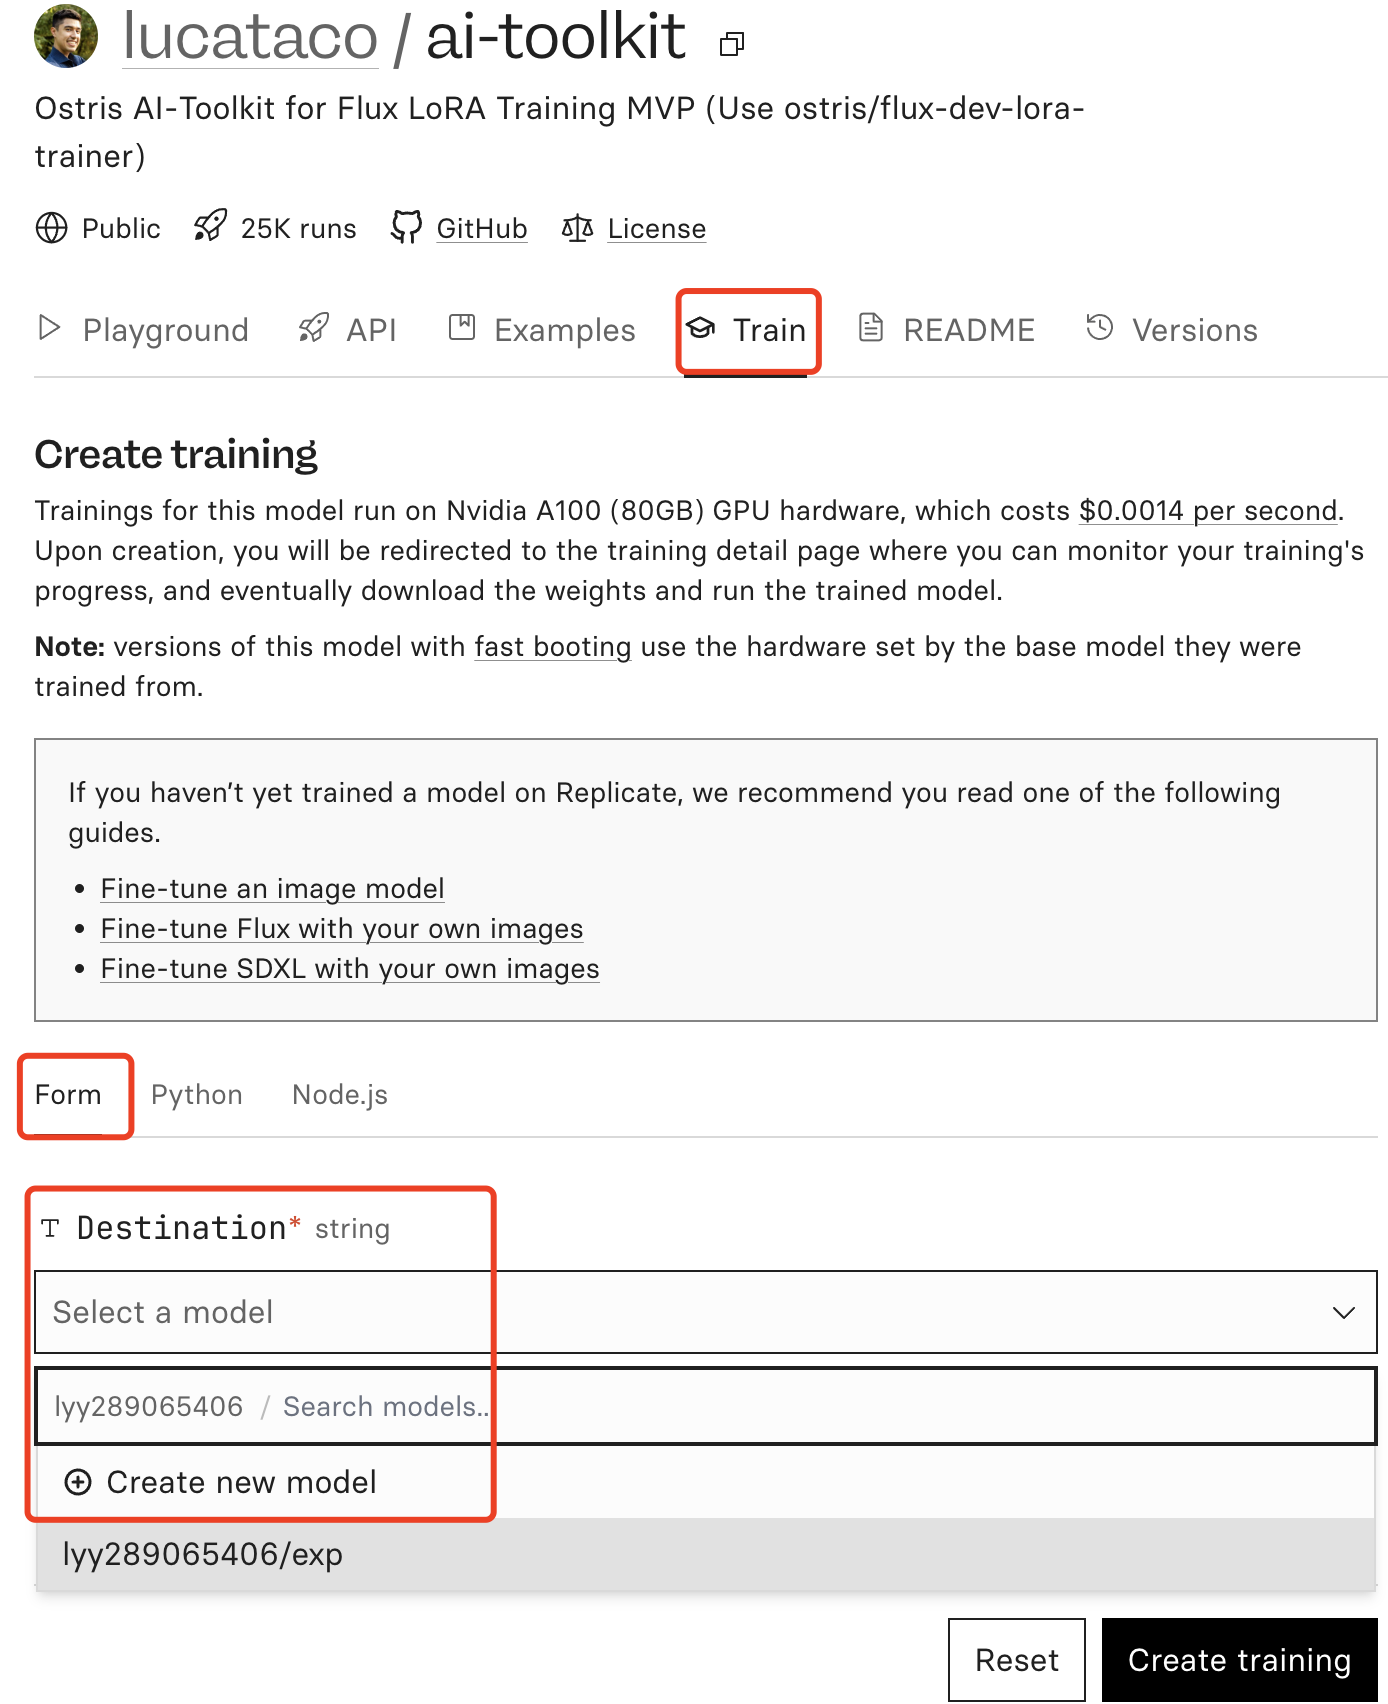 lucataco / ai-toolkit
Ostris AI-Toolkit for Flux LoRA Training MVP (Use ostris/flux-dev-lora-
trainer)
Public 25K runs GitHub License
Playground API Examples Train README Versions
Create training
Trainings for this model run on Nvidia A100 (80GB) GPU hardware, which costs $0.0014 per second.
Upon creation, you will be redirected to the training detail page where you can monitor your training's
progress, and eventually download the weights and run the trained model.
Note: versions of this model with fast booting use the hardware set by the base model they were
trained from.
If you haven’t yet trained a model on Replicate, we recommend you read one of the following
guides.
• Fine-tune an image model
• Fine-tune Flux with your own images
• Fine-tune SDXL with your own images
Form Python Node.js
T Destination* string
Select a model
lyy289065406 / Search models..
Create new model
lyy289065406/exp
Reset Create training